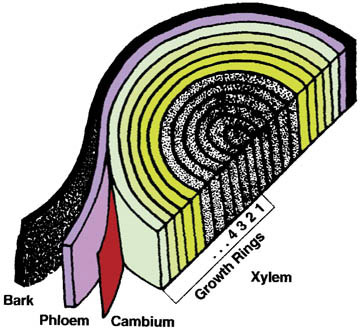 ...4 3 2 1
Growth Rings
Xylem
Bark
Phloem
Cambium